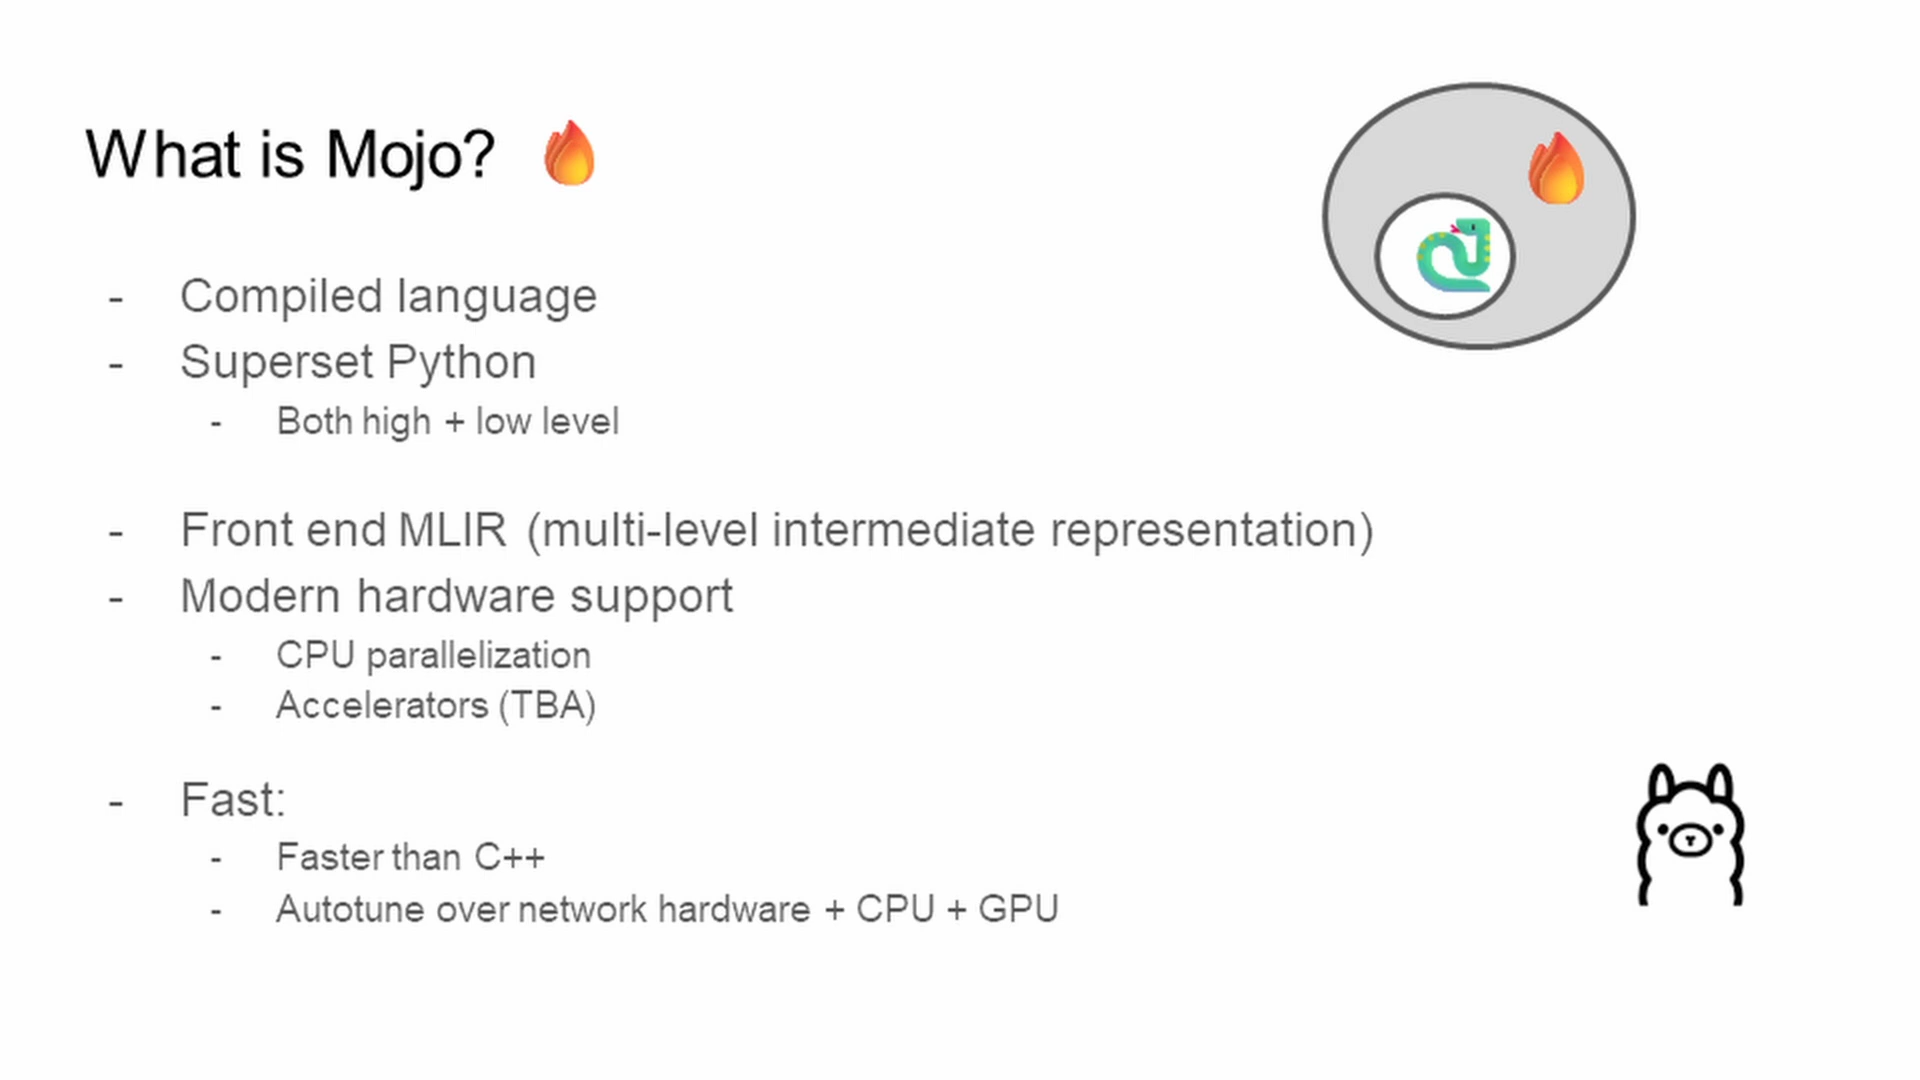 What is Mojo? 🔥
- Compiled language
- Superset Python
- Both high + low level
- Front end MLIR (multi-level intermediate representation)
- Modern hardware support
- CPU parallelization
- Accelerators (TBA)
- Fast:
- Faster than C++
- Autotune over network hardware + CPU + GPU